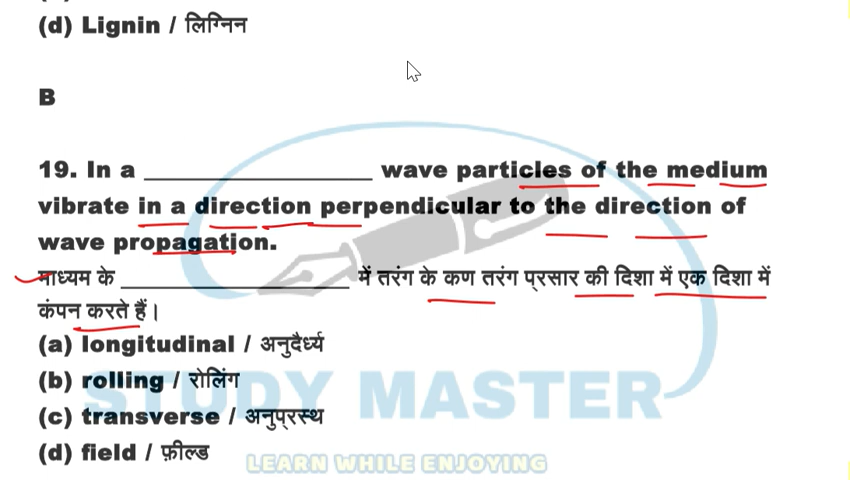 (d) Lignin / लिग्निन
B
19. In a ____________________ wave particles of the medium
vibrate in a direction perpendicular to the direction of
wave propagation.
माध्यम के ____________________ में तरंग के कण तरंग प्रसार की दिशा में एक दिशा में
कंपन करते हैं।
(a) longitudinal / अनुदैर्ध्य
(b) rolling / रोलिंग
(c) transverse / अनुप्रस्थ
(d) field / फ़ील्ड
STUDY MASTER
LEARN WHILE ENJOYING